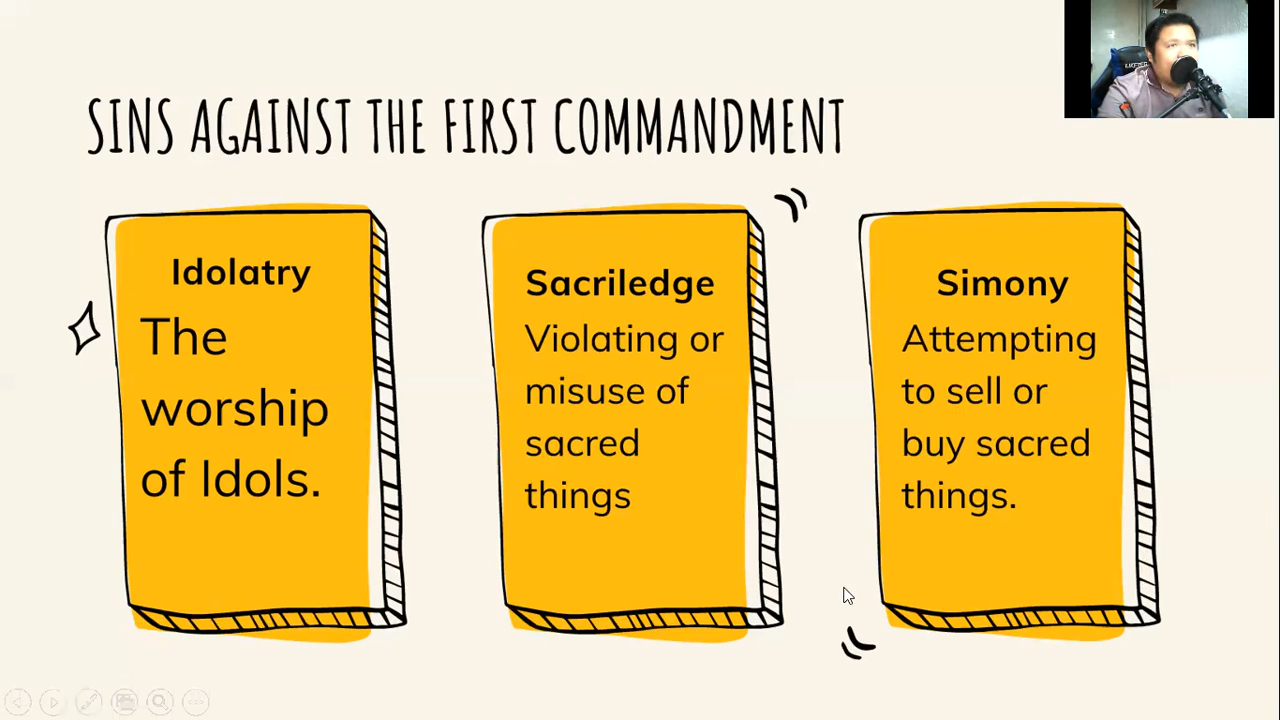 SINS AGAINST THE FIRST COMMANDMENT
Idolatry
The
worship
of Idols.
Sacriledge
Violating or
misuse of
sacred
things
Simony
Attempting
to sell or
buy sacred
things.